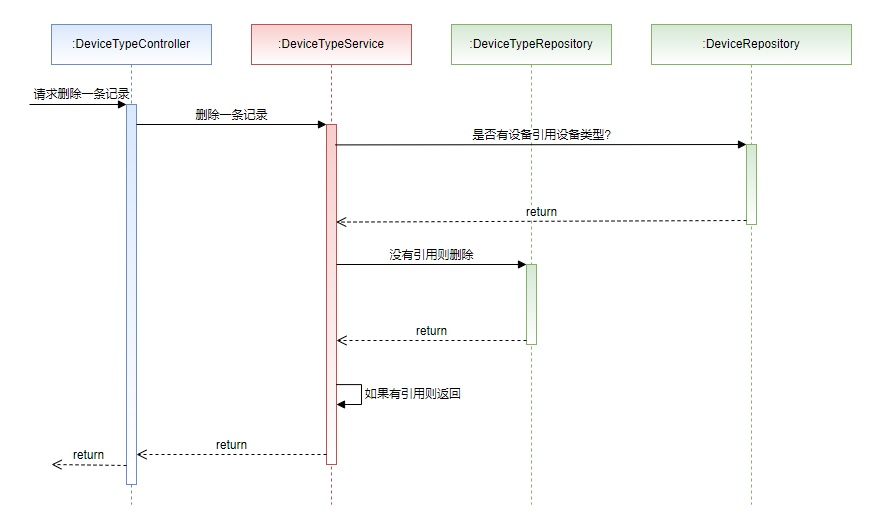 :DeviceTypeController
:DeviceTypeService
:DeviceTypeRepository
:DeviceRepository
请求删除一条记录
删除一条记录
是否有设备引用设备类型?
return
没有引用则删除
return
如果有引用则返回
return
return